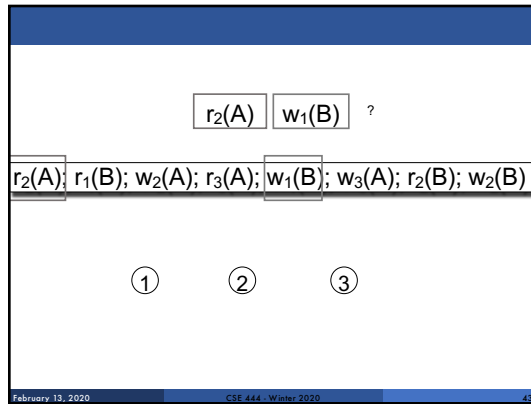 r₂(A) w₁(B) ?
r₂(A); r₁(B); w₂(A); r₃(A); w₁(B); w₃(A); r₂(B); w₂(B)
1 2 3
February 13, 2020 CSE 444 - Winter 2020